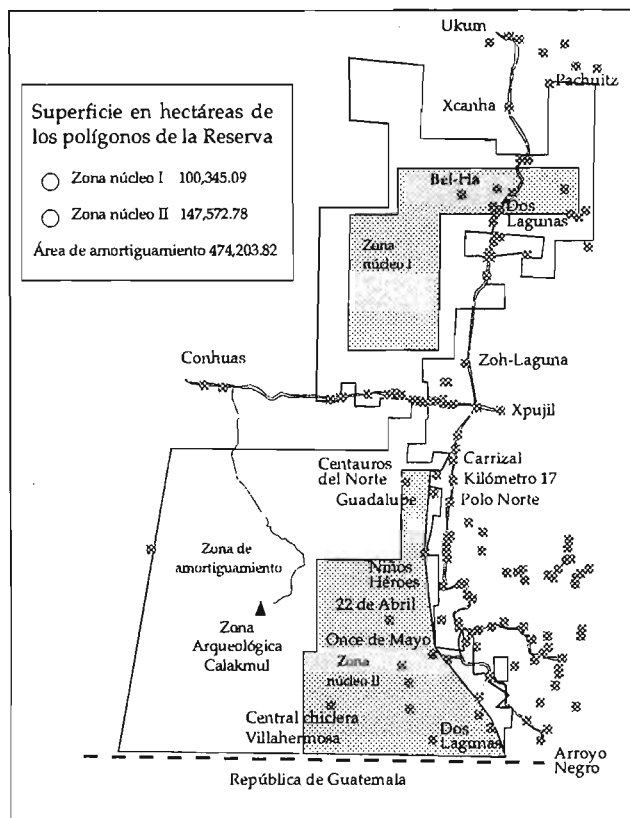 Ukum
Pachuitz
Superficie en hectáreas de
los polígonos de la Reserva
Xcanha
Zona núcleo I 100,345.09
Zona núcleo II 147,572.78
Área de amortiguamiento 474,203.82
Bel-Ha
Dos
Lagunas
Zona
núcleo I
Conhuas
Zoh-Laguna
Xpujil
Centauros
del Norte
Guadalupe
Carrizal
Kilómetro 17
Polo Norte
Zona de
amortiguamiento
Niños
Héroes
22 de Abril
Zona
Arqueológica
Calakmul
Once de Mayo
Zona
núcleo II
Central chiclera
Villahermosa
Dos
Lagunas
Arroyo
Negro
República de Guatemala